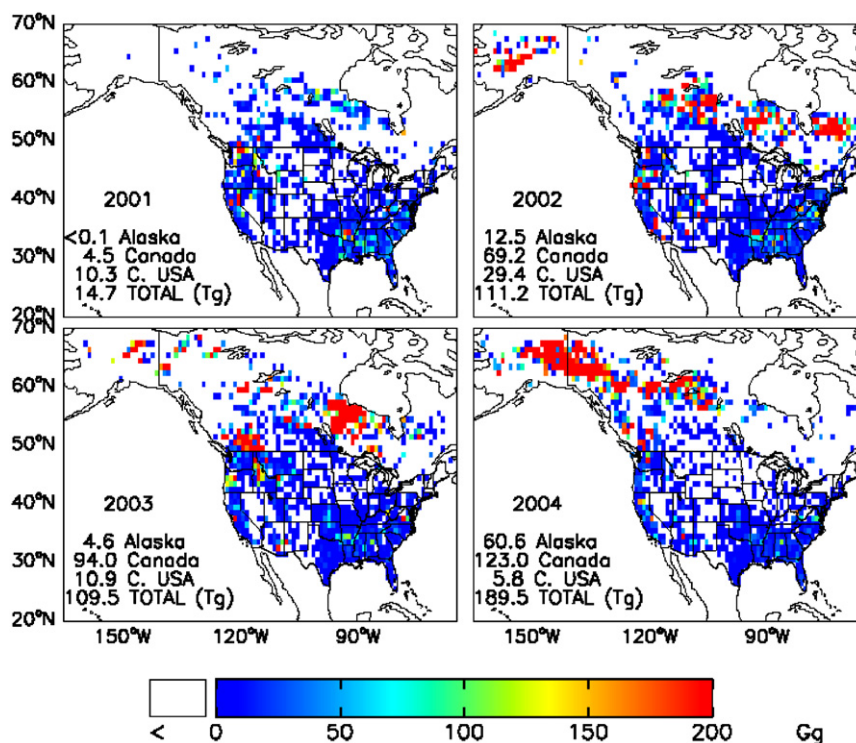 70°N
60°N
50°N
40°N
30°N
20°N
2001
<0.1 Alaska
4.5 Canada
10.3 C. USA
14.7 TOTAL (Tg)
2002
12.5 Alaska
69.2 Canada
29.4 C. USA
111.2 TOTAL (Tg)
70°N
60°N
50°N
40°N
30°N
20°N
2003
4.6 Alaska
94.0 Canada
10.9 C. USA
109.5 TOTAL (Tg)
2004
60.6 Alaska
123.0 Canada
5.8 C. USA
189.5 TOTAL (Tg)
150°W 120°W 90°W 150°W 120°W 90°W
< 0 50 100 150 200 Gg